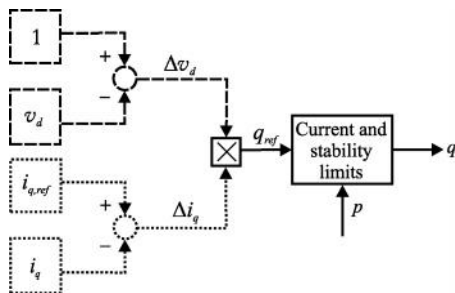 1
+
−
Δv_d
v_d
q_ref
Current and
stability
limits
q
i_q,ref
+
−
Δi_q
p
i_q